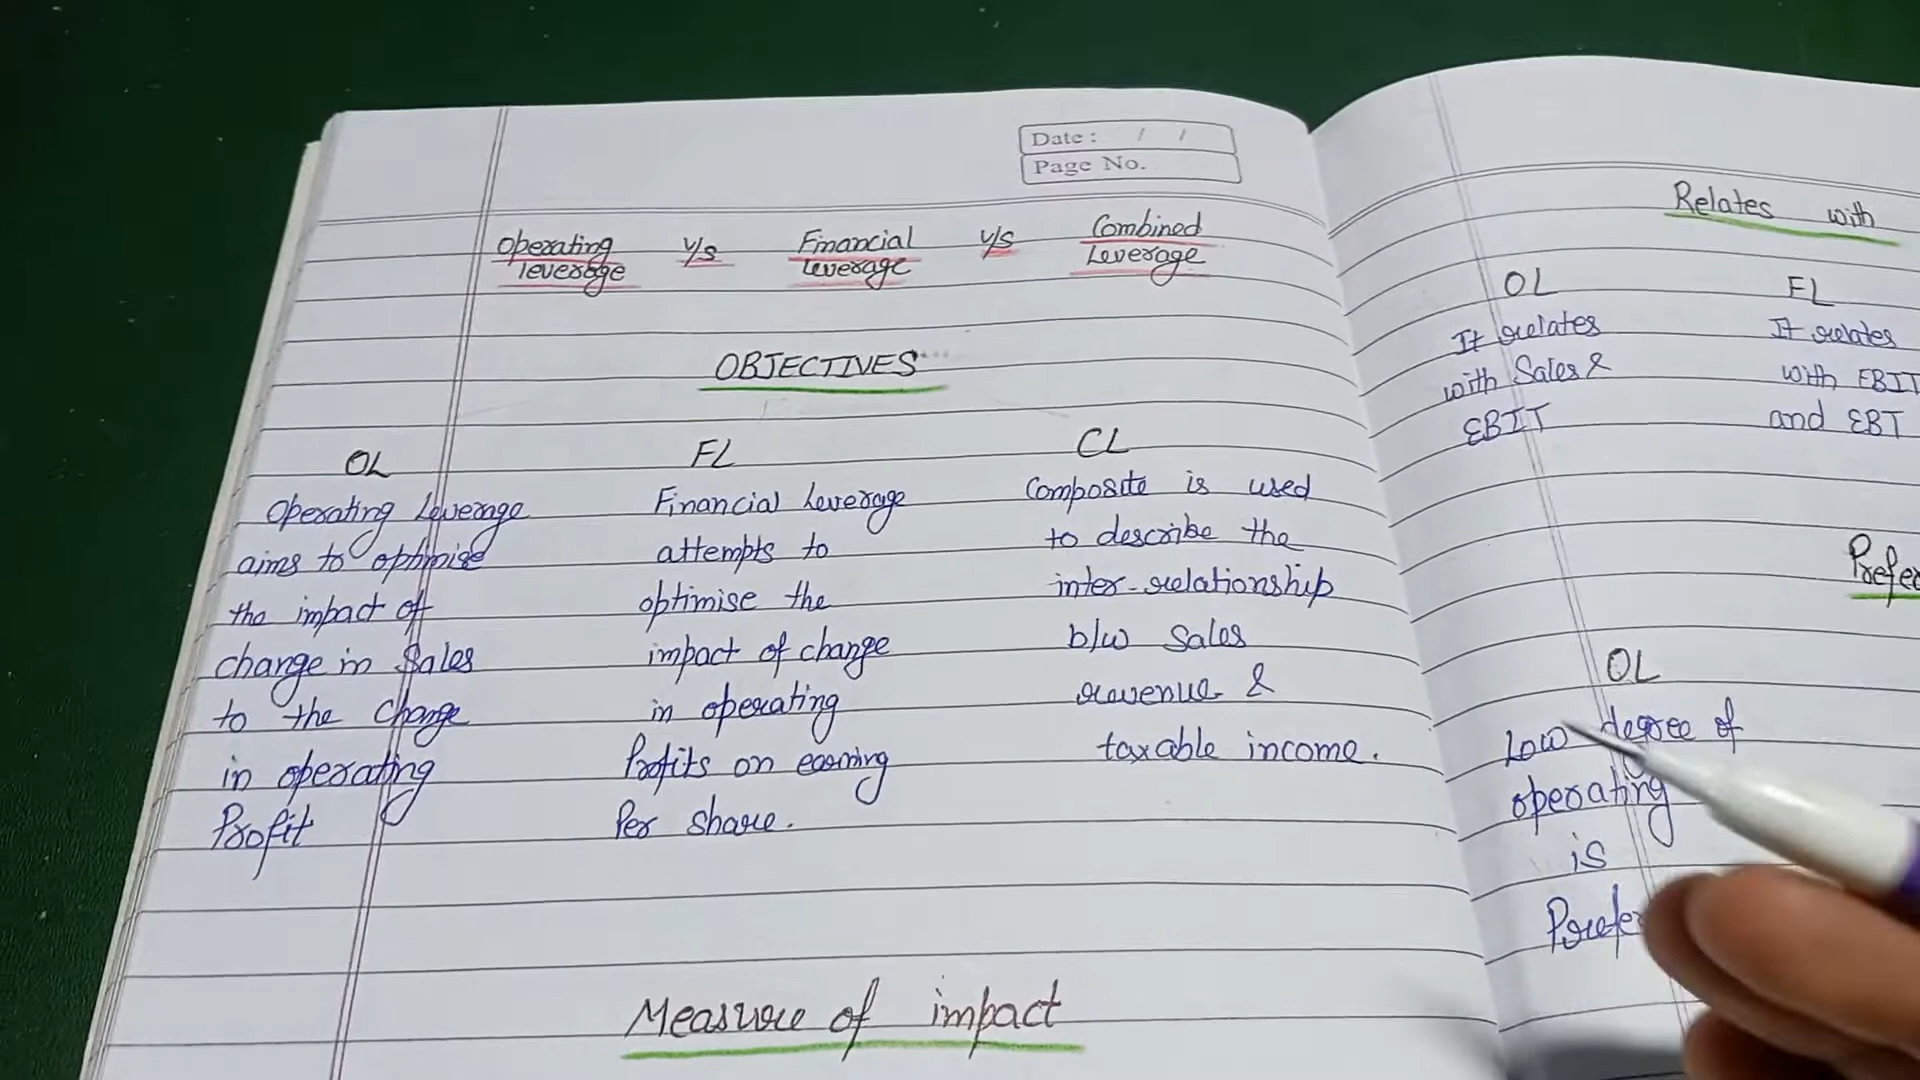 Date : / /
Page No.
Operating leverage v/s Financial Leverage v/s Combined Leverage
OBJECTIVES
OL
Operating Leverage
aims to optimise
the impact of
change in Sales
to the change
in operating
Profit
FL
Financial Leverage
attempts to
optimise the
impact of change
in operating
Profits on earning
Per share.
CL
Composite is used
to describe the
inter-relationship
b/w Sales
revenue &
taxable income.
Measure of impact
Relates with
OL
It relates
with Sales &
EBIT
FL
It relates
with EBIT
and EBT
Prefer
OL
Low degree of
operating
is
Prefer